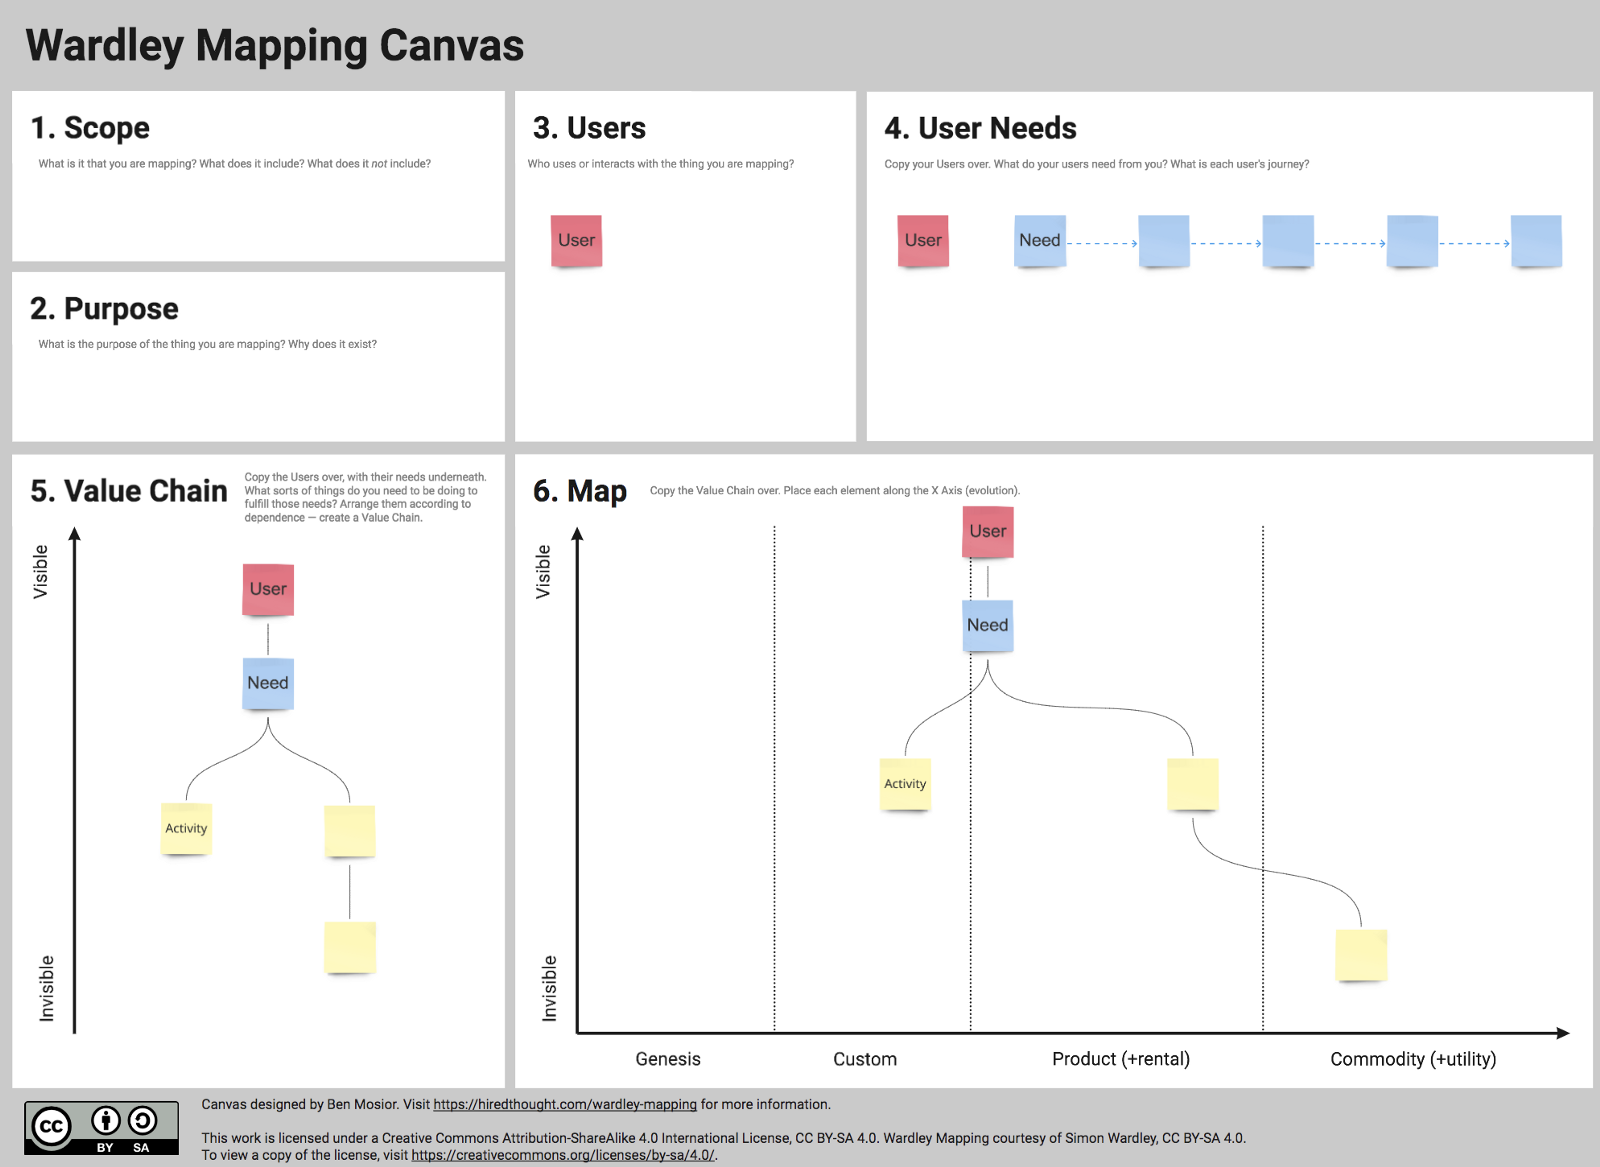 Wardley Mapping Canvas
1. Scope
What is it that you are mapping? What does it include? What does it not include?
2. Purpose
What is the purpose of the thing you are mapping? Why does it exist?
3. Users
Who uses or interacts with the thing you are mapping?
User
4. User Needs
Copy your Users over. What do your users need from you? What is each user's journey?
User
Need
5. Value Chain
Copy the Users over, with their needs underneath.
What sorts of things do you need to be doing to
fulfill those needs? Arrange them according to
dependence — create a Value Chain.
Visible
User
Need
Activity
Invisible
6. Map
Copy the Value Chain over. Place each element along the X Axis (evolution).
Visible
User
Need
Activity
Invisible
Genesis
Custom
Product (+rental)
Commodity (+utility)
cc
BY SA
Canvas designed by Ben Mosior. Visit https://hiredthought.com/wardley-mapping for more information.
This work is licensed under a Creative Commons Attribution-ShareAlike 4.0 International License, CC BY-SA 4.0. Wardley Mapping courtesy of Simon Wardley, CC BY-SA 4.0.
To view a copy of the license, visit https://creativecommons.org/licenses/by-sa/4.0/.